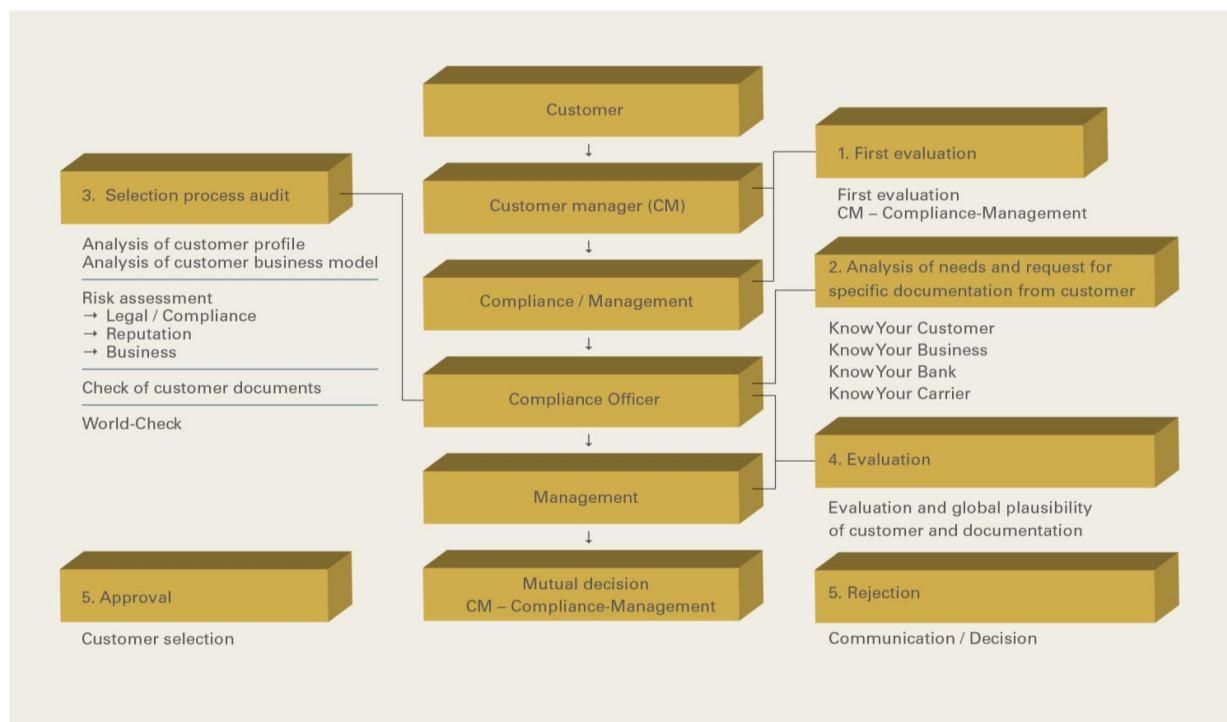 Customer
↓
Customer manager (CM)
↓
Compliance / Management
↓
Compliance Officer
↓
Management
↓
Mutual decision
CM – Compliance-Management
1. First evaluation
First evaluation
CM – Compliance-Management
2. Analysis of needs and request for
specific documentation from customer
Know Your Customer
Know Your Business
Know Your Bank
Know Your Carrier
3. Selection process audit
Analysis of customer profile
Analysis of customer business model
Risk assessment
→ Legal / Compliance
→ Reputation
→ Business
Check of customer documents
World-Check
4. Evaluation
Evaluation and global plausibility
of customer and documentation
5. Approval
Customer selection
5. Rejection
Communication / Decision